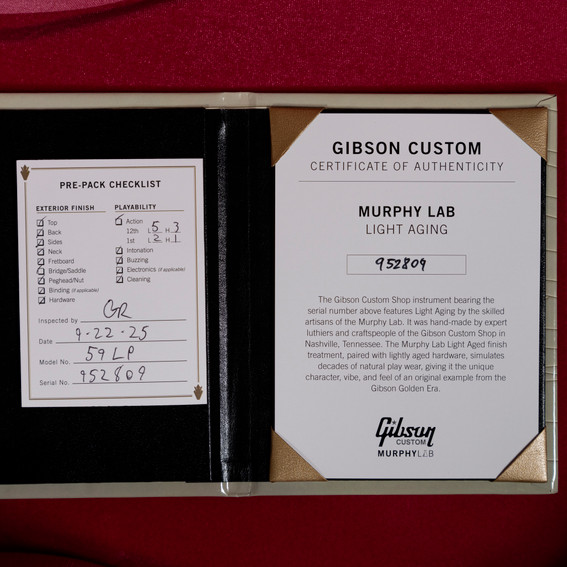 PRE-PACK CHECKLIST
EXTERIOR FINISH
Top
Back
Sides
Neck
Fretboard
Bridge/Saddle
Peghead/Nut
Binding (if applicable)
Hardware
PLAYABILITY
Action
12th L 5 H 3
1st L 2 H 1
Intonation
Buzzing
Electronics (if applicable)
Cleaning
Inspected by GR
Date 9-22-25
Model No. 59 LP
Serial No. 952809
GIBSON CUSTOM
CERTIFICATE OF AUTHENTICITY
MURPHY LAB
LIGHT AGING
952809
The Gibson Custom Shop instrument bearing the
serial number above features Light Aging by the skilled
artisans of the Murphy Lab. It was hand-made by expert
luthiers and craftspeople of the Gibson Custom Shop in
Nashville, Tennessee. The Murphy Lab Light Aged finish
treatment, paired with lightly aged hardware, simulates
decades of natural play wear, giving it the unique
character, vibe, and feel of an original example from the
Gibson Golden Era.
Gibson
CUSTOM
MURPHYLAB